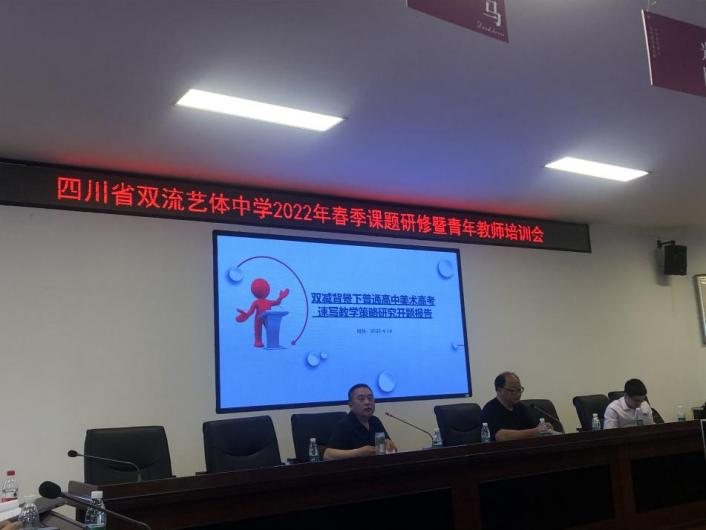 马
四川省双流艺体中学2022年春季课题研修暨青年教师培训会
双减背景下普通高中美术高考
速写教学策略研究开题报告